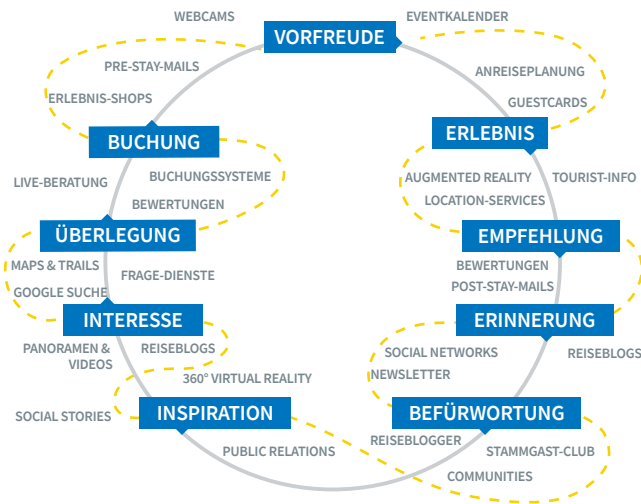 WEBCAMS
EVENTKALENDER
VORFREUDE
PRE-STAY-MAILS
ANREISEPLANUNG
ERLEBNIS-SHOPS
GUESTCARDS
BUCHUNG
ERLEBNIS
LIVE-BERATUNG
BUCHUNGSSYSTEME
AUGMENTED REALITY
TOURIST-INFO
BEWERTUNGEN
LOCATION-SERVICES
ÜBERLEGUNG
EMPFEHLUNG
MAPS & TRAILS
FRAGE-DIENSTE
BEWERTUNGEN
GOOGLE SUCHE
POST-STAY-MAILS
INTERESSE
ERINNERUNG
PANORAMEN &
VIDEOS
REISEBLOGS
SOCIAL NETWORKS
REISEBLOGS
360° VIRTUAL REALITY
NEWSLETTER
SOCIAL STORIES
INSPIRATION
BEFÜRWORTUNG
PUBLIC RELATIONS
REISEBLOGGER
STAMMGAST-CLUB
COMMUNITIES